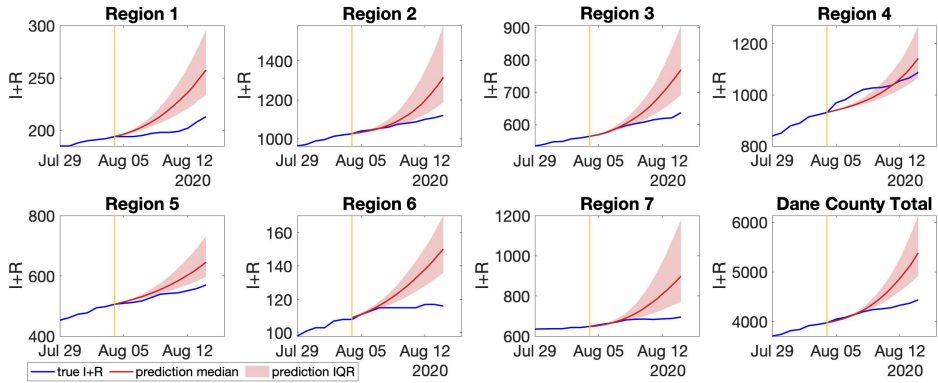 Region 1
Region 2
Region 3
Region 4
I+R
300
250
200
Jul 29 Aug 05 Aug 12
2020
I+R
1400
1200
1000
Jul 29 Aug 05 Aug 12
2020
I+R
900
800
700
600
Jul 29 Aug 05 Aug 12
2020
I+R
1200
1000
800
Jul 29 Aug 05 Aug 12
2020
Region 5
Region 6
Region 7
Dane County Total
I+R
800
600
400
Jul 29 Aug 05 Aug 12
I+R
160
140
120
100
Jul 29 Aug 05 Aug 12
2020
I+R
1200
1000
800
600
Jul 29 Aug 05 Aug 12
2020
I+R
6000
5000
4000
Jul 29 Aug 05 Aug 12
2020
true I+R prediction median prediction IQR